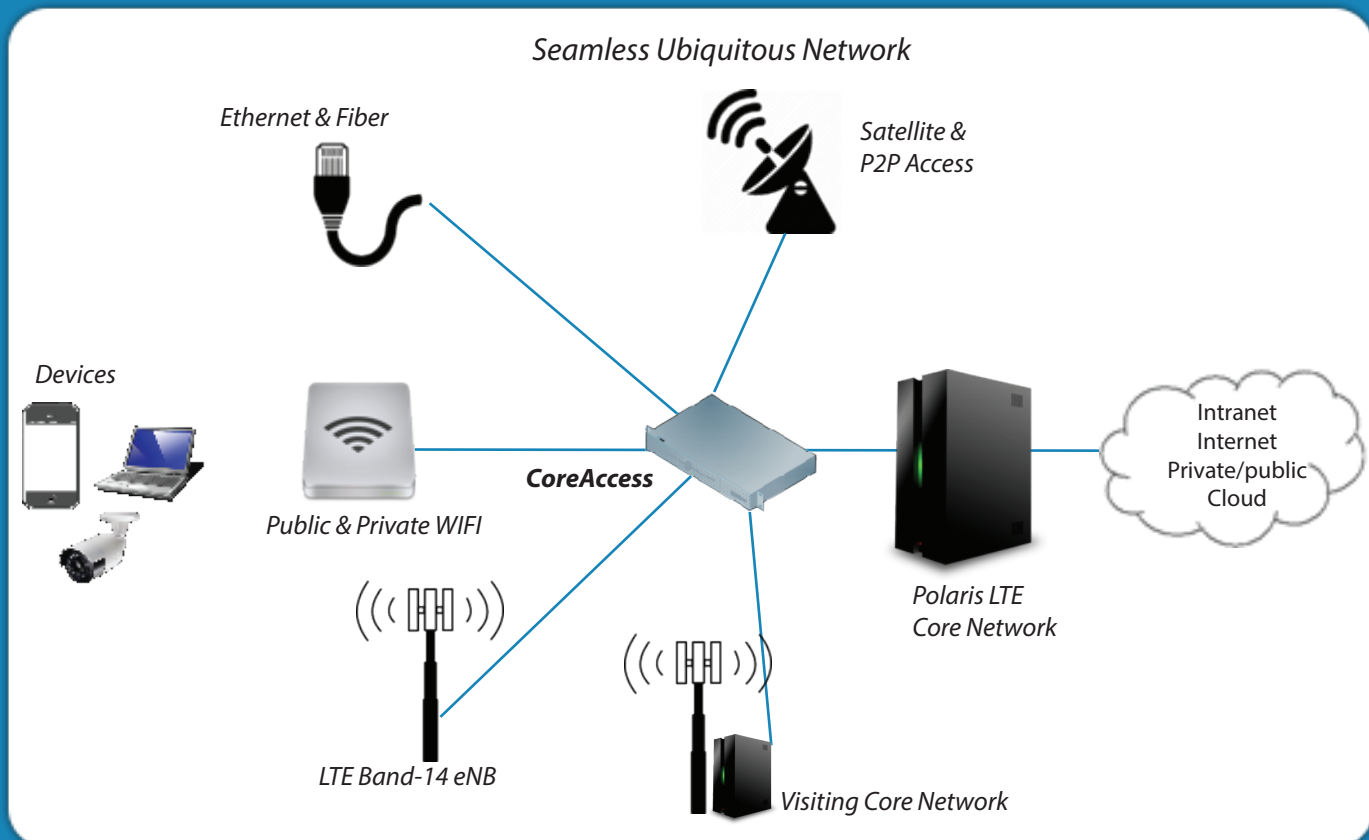 Seamless Ubiquitous Network
Ethernet & Fiber
Satellite &
P2P Access
Devices
Public & Private WIFI
CoreAccess
Intranet
Internet
Private/public
Cloud
Polaris LTE
Core Network
LTE Band-14 eNB
Visiting Core Network